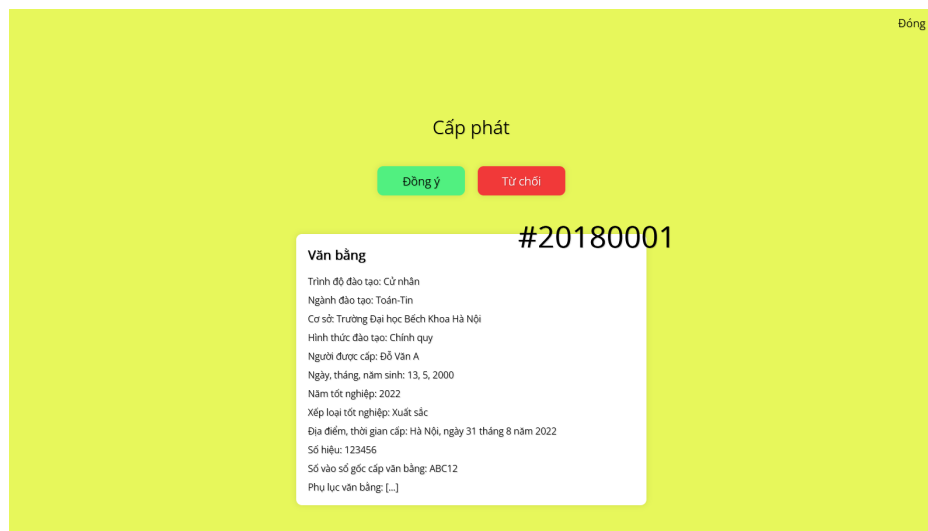 Đóng
Cấp phát
Đồng ý Từ chối
#20180001
Văn bằng
Trình độ đào tạo: Cử nhân
Ngành đào tạo: Toán-Tin
Cơ sở: Trường Đại học Bếch Khoa Hà Nội
Hình thức đào tạo: Chính quy
Người được cấp: Đỗ Văn A
Ngày, tháng, năm sinh: 13, 5, 2000
Năm tốt nghiệp: 2022
Xếp loại tốt nghiệp: Xuất sắc
Địa điểm, thời gian cấp: Hà Nội, ngày 31 tháng 8 năm 2022
Số hiệu: 123456
Số vào sổ gốc cấp văn bằng: ABC12
Phụ lục văn bằng: [...]